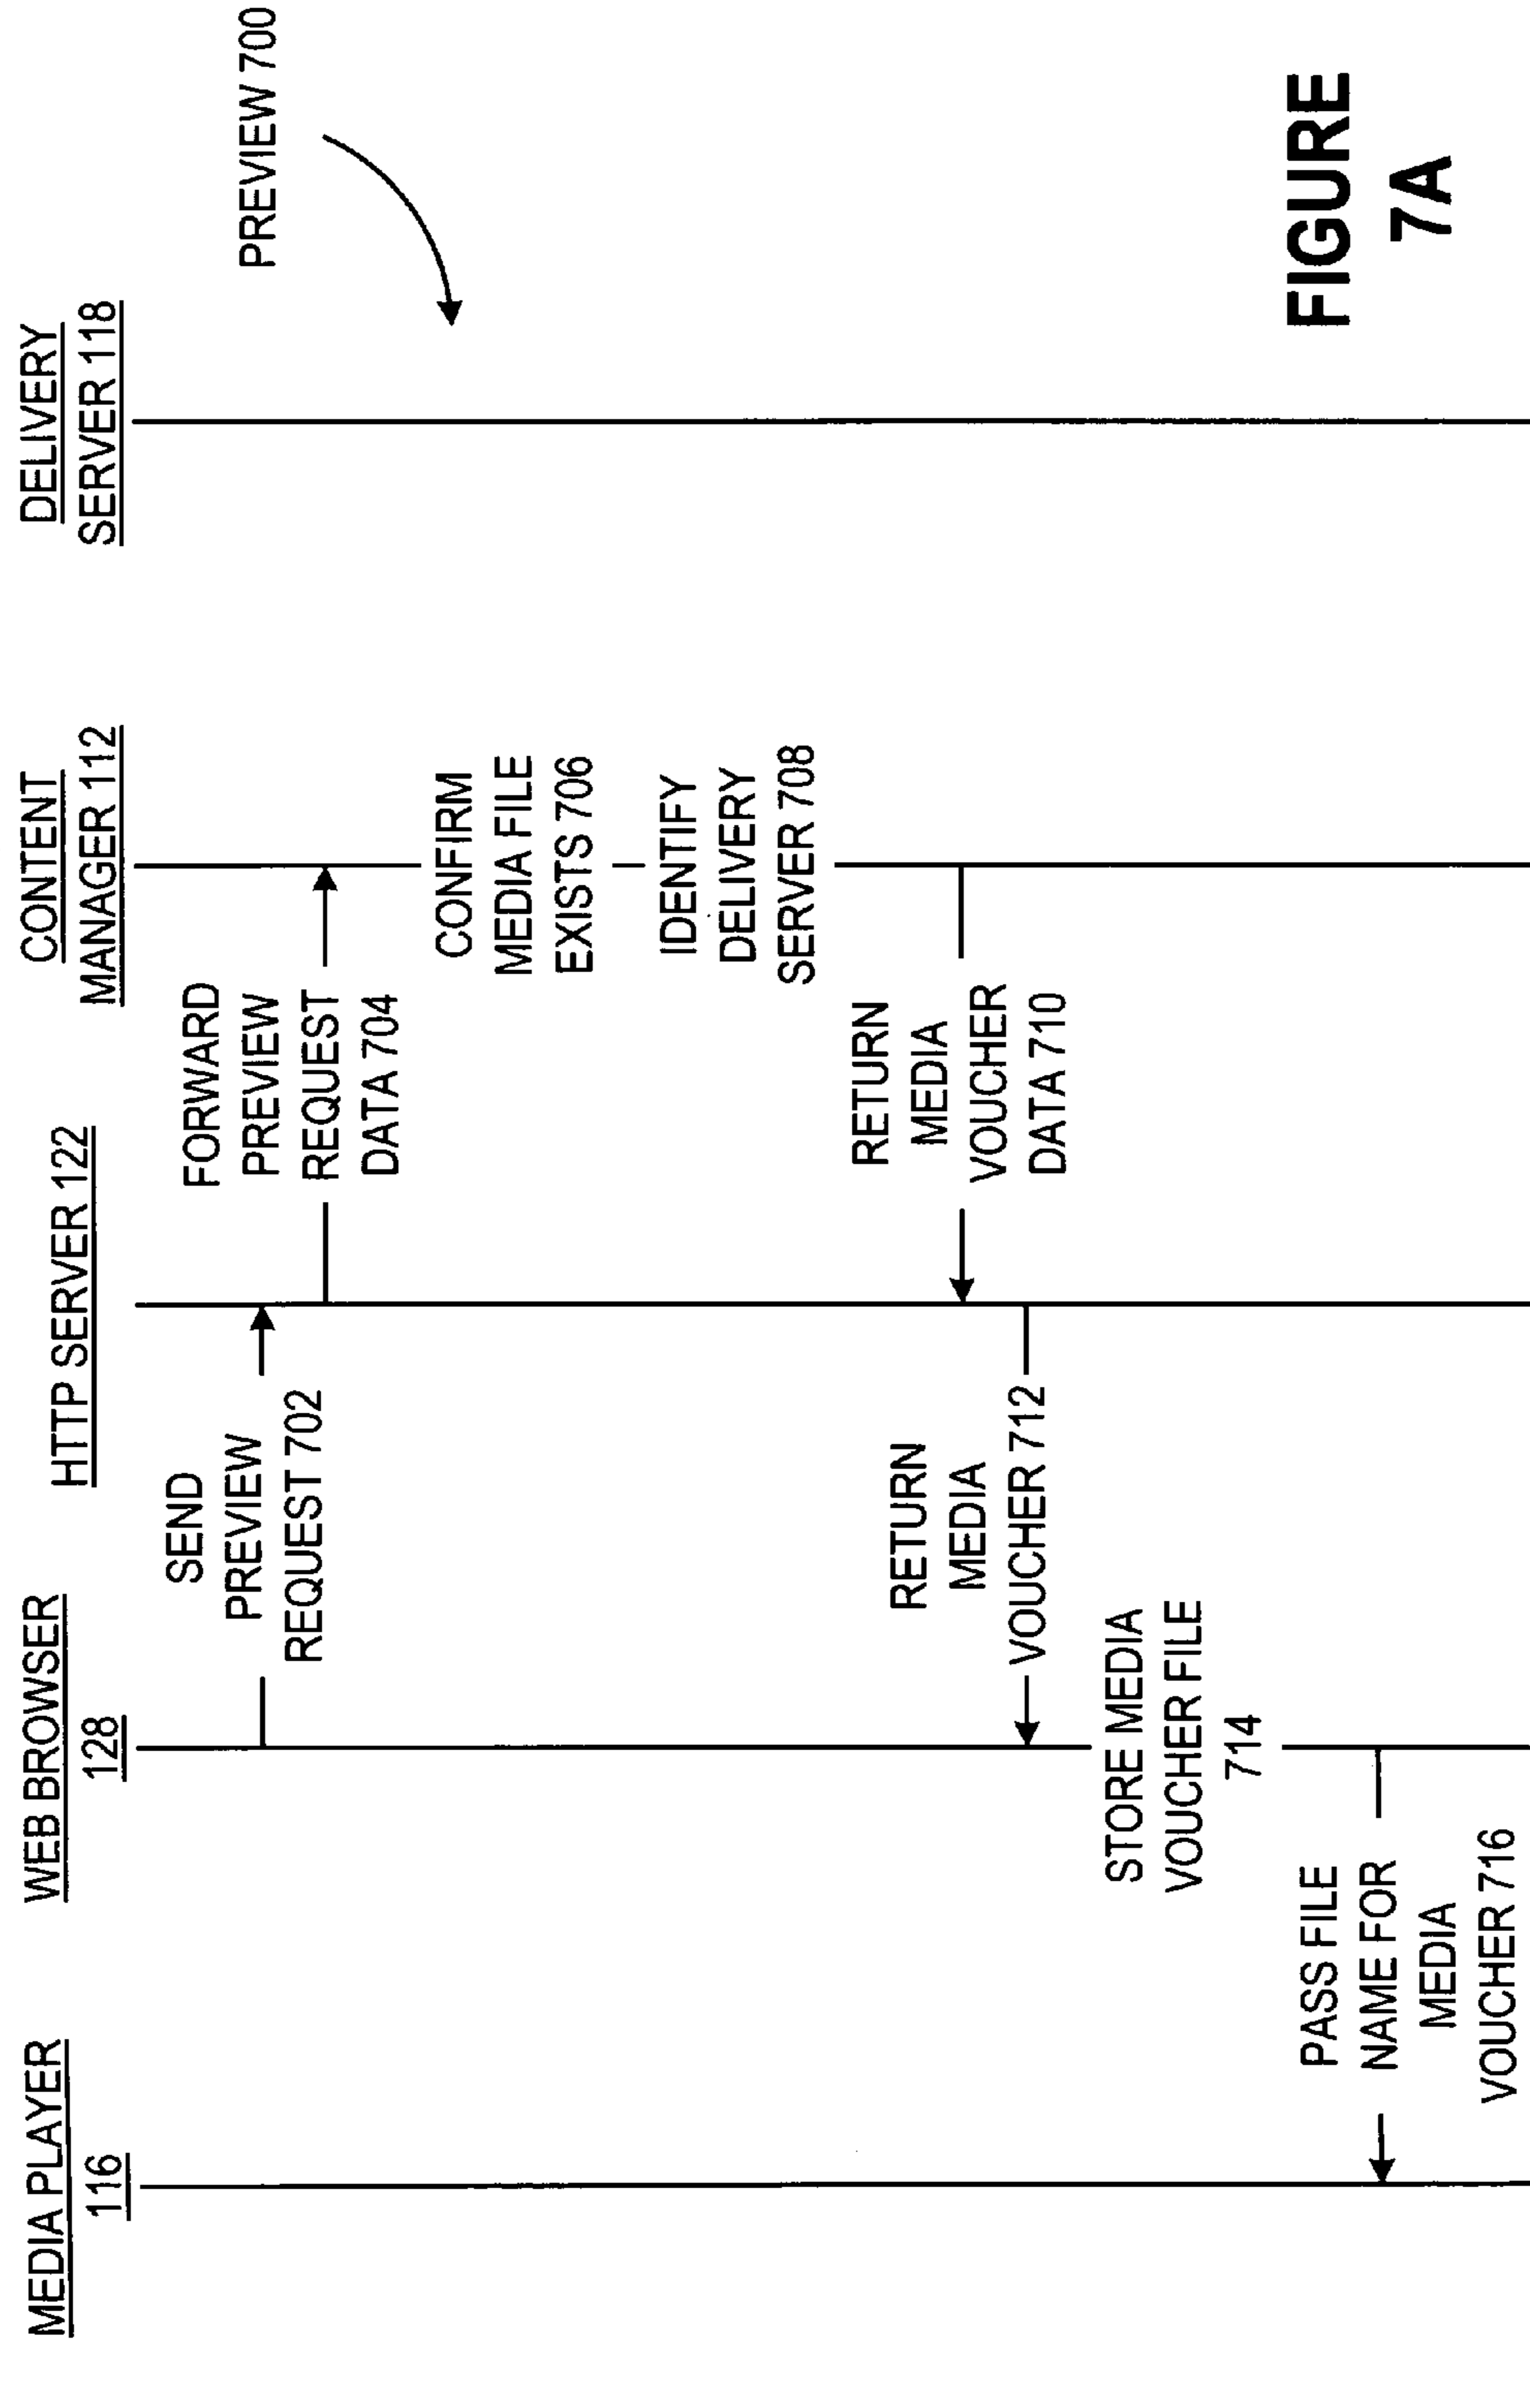 PREVIEW 700
MEDIA PLAYER
116
WEB BROWSER
128
HTTP SERVER 122
CONTENT
MANAGER 112
DELIVERY
SERVER 118
SEND
PREVIEW
REQUEST 702
FORWARD
PREVIEW
REQUEST
DATA 704
CONFIRM
MEDIA FILE
EXISTS 706
IDENTIFY
DELIVERY
SERVER 708
RETURN
MEDIA
VOUCHER
DATA 710
RETURN
MEDIA
VOUCHER 712
STORE MEDIA
VOUCHER FILE
714
PASS FILE
NAME FOR
MEDIA
VOUCHER 716
FIGURE
7A